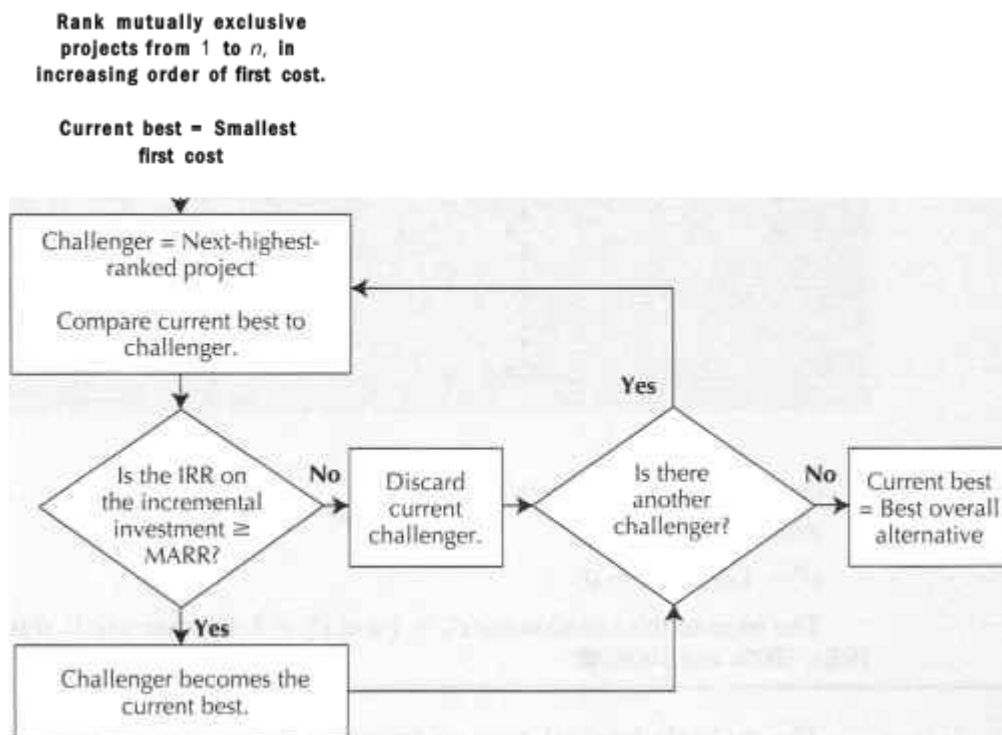 Rank mutually exclusive
projects from 1 to n, in
increasing order of first cost.
Current best = Smallest
first cost
Challenger = Next-highest-
ranked project
Compare current best to
challenger.
Is the IRR on
the incremental
investment ≥
MARR?
No
Discard
current
challenger.
Yes
Is there
another
challenger?
No
Current best
= Best overall
alternative
Yes
Challenger becomes the
current best.